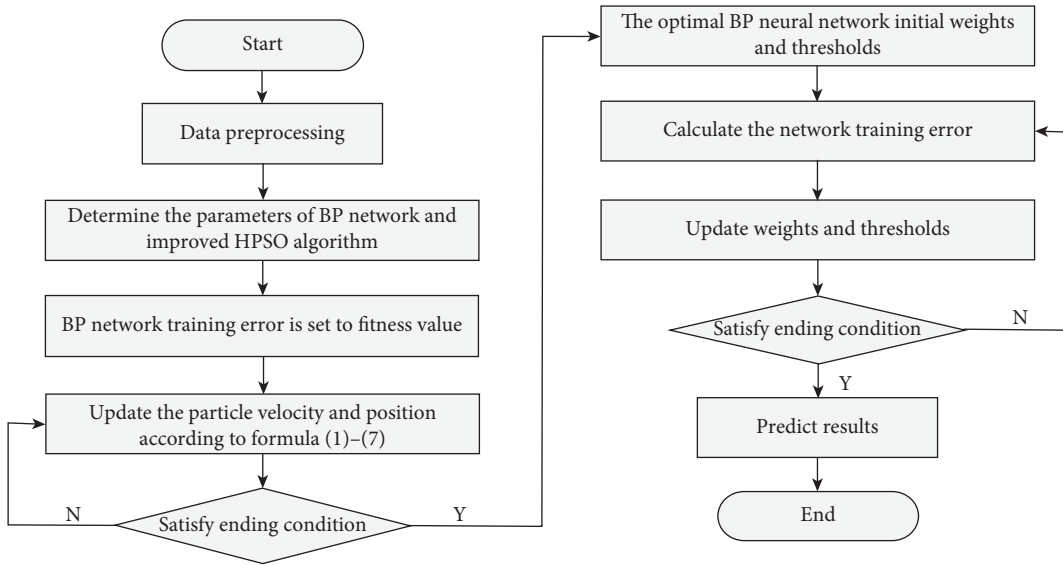 Start
Data preprocessing
Determine the parameters of BP network and
improved HPSO algorithm
BP network training error is set to fitness value
Update the particle velocity and position
according to formula (1)–(7)
N
Satisfy ending condition
Y
The optimal BP neural network initial weights
and thresholds
Calculate the network training error
Update weights and thresholds
Satisfy ending condition
N
Y
Predict results
End